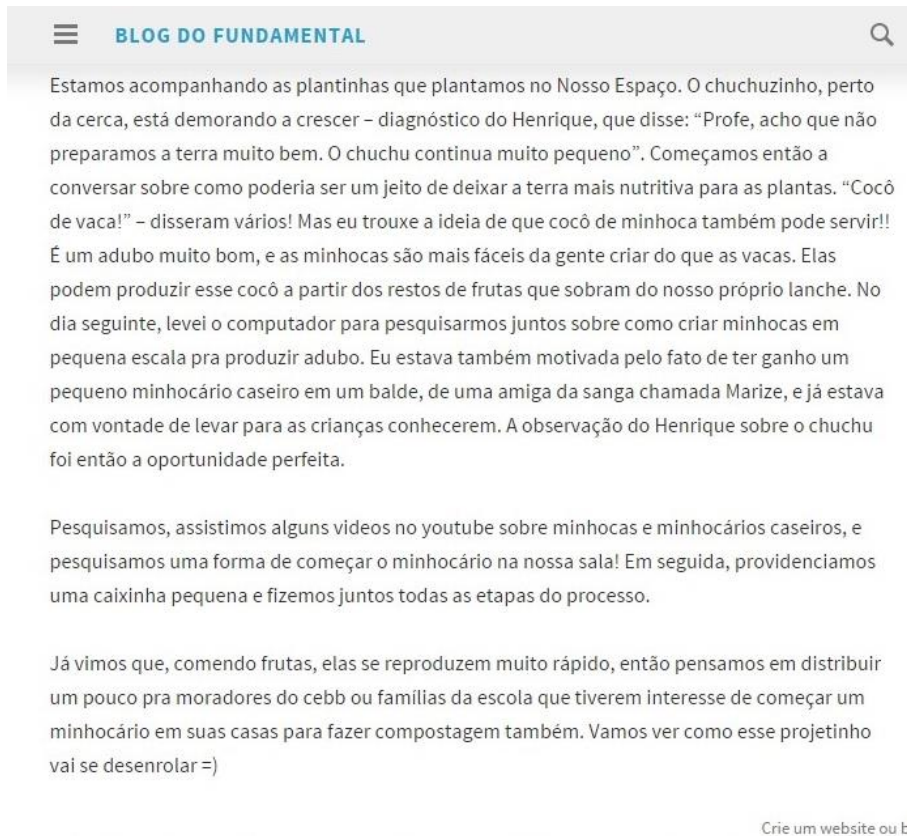 BLOG DO FUNDAMENTAL
Estamos acompanhando as plantinhas que plantamos no Nosso Espaço. O chuchuzinho, perto
da cerca, está demorando a crescer – diagnóstico do Henrique, que disse: “Profe, acho que não
preparamos a terra muito bem. O chuchu continua muito pequeno”. Começamos então a
conversar sobre como poderia ser um jeito de deixar a terra mais nutritiva para as plantas. “Cocô
de vaca!” – disseram vários! Mas eu trouxe a ideia de que cocô de minhoca também pode servir!!
É um adubo muito bom, e as minhocas são mais fáceis da gente criar do que as vacas. Elas
podem produzir esse cocô a partir dos restos de frutas que sobram do nosso próprio lanche. No
dia seguinte, levei o computador para pesquisarmos juntos sobre como criar minhocas em
pequena escala pra produzir adubo. Eu estava também motivada pelo fato de ter ganho um
pequeno minhocário caseiro em um balde, de uma amiga da sanga chamada Marize, e já estava
com vontade de levar para as crianças conhecerem. A observação do Henrique sobre o chuchu
foi então a oportunidade perfeita.
Pesquisamos, assistimos alguns videos no youtube sobre minhocas e minhocários caseiros, e
pesquisamos uma forma de começar o minhocário na nossa sala! Em seguida, providenciamos
uma caixinha pequena e fizemos juntos todas as etapas do processo.
Já vimos que, comendo frutas, elas se reproduzem muito rápido, então pensamos em distribuir
um pouco pra moradores do cebb ou famílias da escola que tiverem interesse de começar um
minhocário em suas casas para fazer compostagem também. Vamos ver como esse projetinho
vai se desenrolar =)
Crie um website ou b